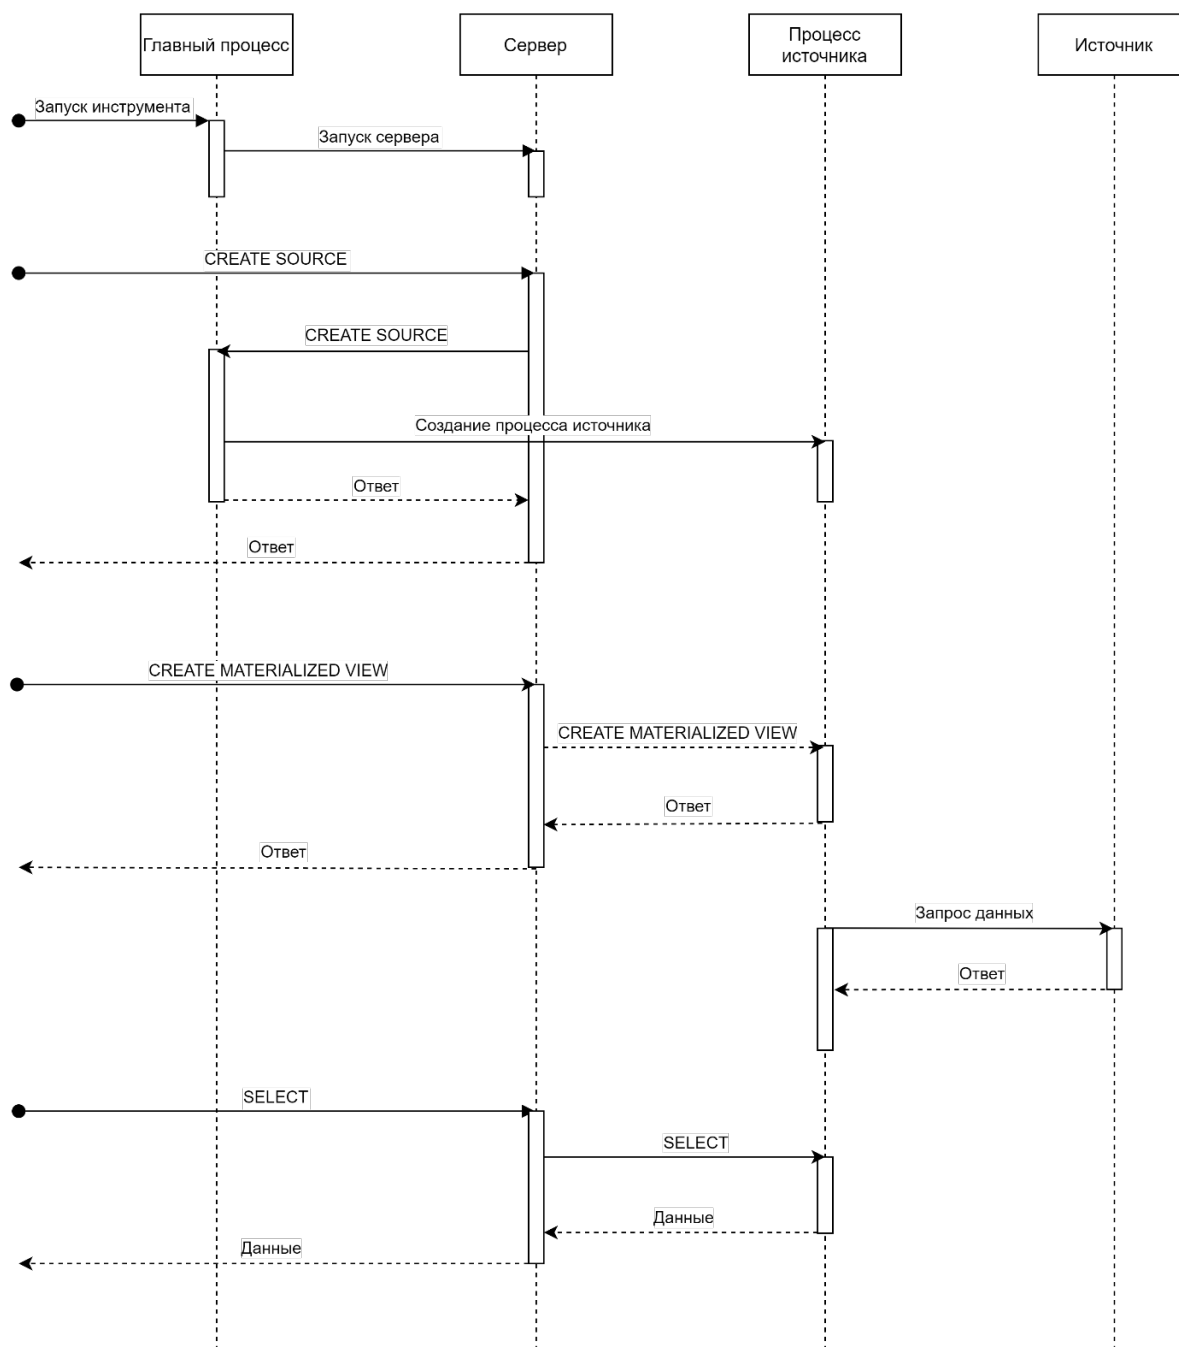 Главный процесс
Сервер
Процесс
источника
Источник
Запуск инструмента
Запуск сервера
CREATE SOURCE
CREATE SOURCE
Создание процесса источника
Ответ
Ответ
CREATE MATERIALIZED VIEW
CREATE MATERIALIZED VIEW
Ответ
Ответ
Запрос данных
Ответ
SELECT
SELECT
Данные
Данные